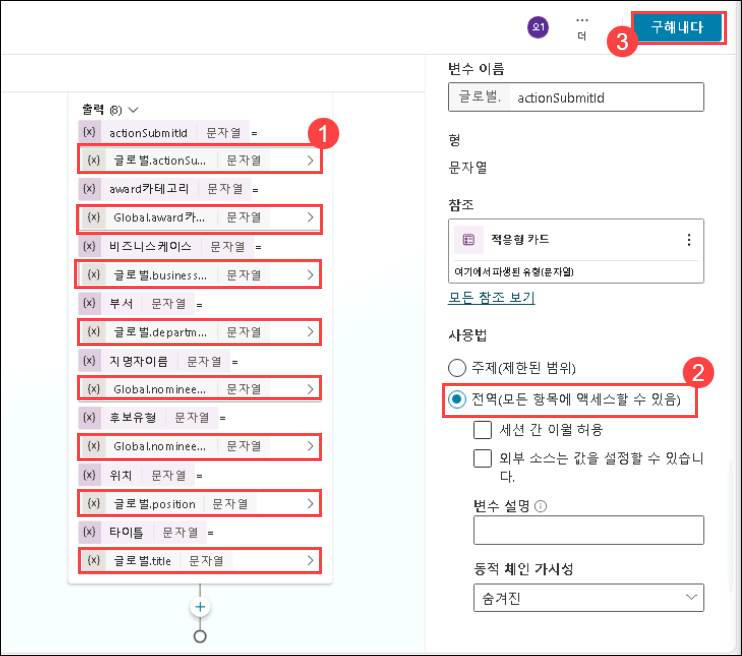 오1
...
더
3
구해내다
출력 (8)
(x) actionSubmitId 문자열 =
1
(x) 글로벌.actionSu... 문자열
(x) award카테고리 문자열 =
(x) Global.award카... 문자열
(x) 비즈니스케이스 문자열 =
(x) 글로벌.business... 문자열
(x) 부서 문자열 =
(x) 글로벌.departm... 문자열
(x) 지명자이름 문자열 =
(x) Global.nominee... 문자열
(x) 후보유형 문자열 =
(x) Global.nominee... 문자열
(x) 위치 문자열 =
(x) 글로벌.position 문자열
(x) 타이틀 문자열 =
(x) 글로벌.title 문자열
변수 이름
글로벌. actionSubmitId
형
문자열
참조
적응형 카드
여기에서 파생된 유형(문자열)
모든 참조 보기
사용법
주제(제한된 범위)
2
전역(모든 항목에 액세스할 수 있음)
세션 간 이월 허용
외부 소스는 값을 설정할 수 있습니
다.
변수 설명
동적 체인 가시성
숨겨진